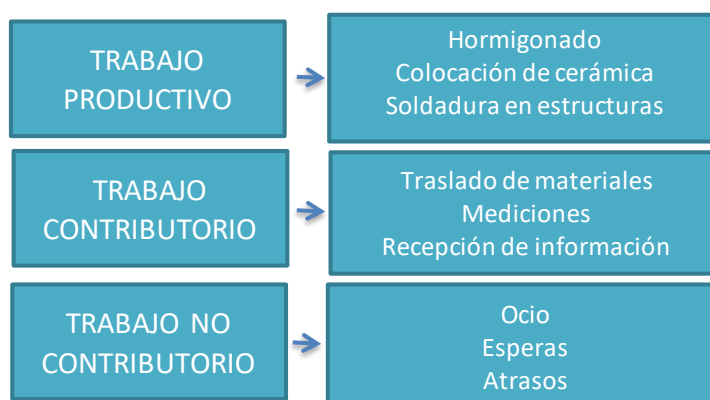 TRABAJO
PRODUCTIVO
Hormigonado
Colocación de cerámica
Soldadura en estructuras
TRABAJO
CONTRIBUTORIO
Traslado de materiales
Mediciones
Recepción de información
TRABAJO NO
CONTRIBUTORIO
Ocio
Esperas
Atrasos